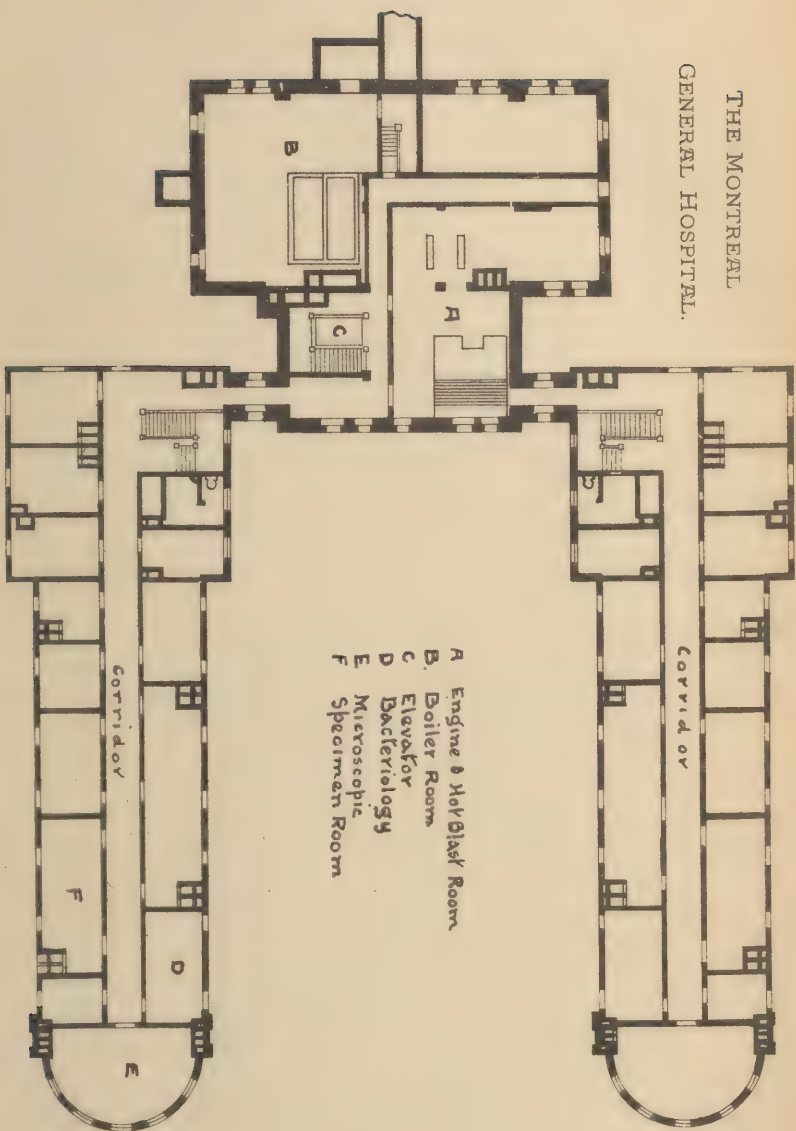 THE MONTREAL
GENERAL HOSPITAL.
A Engine & Hot Blast Room
B. Boiler Room
C Elevator
D Bacteriology
E Microscopic
F Specimen Room
Corridor
Corridor
A
B
C
D
E
F